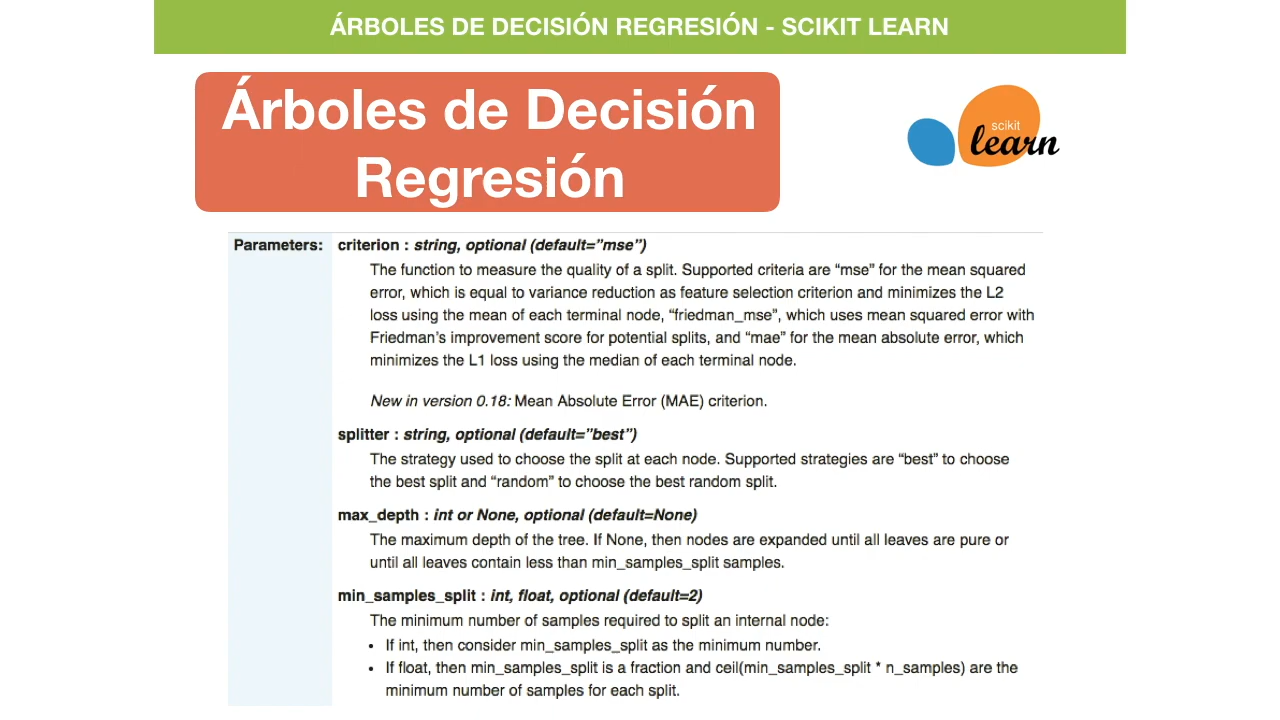 ÁRBOLES DE DECISIÓN REGRESIÓN - SCIKIT LEARN
Árboles de Decisión
Regresión
scikit
learn
Parameters:
criterion : string, optional (default=”mse”)
The function to measure the quality of a split. Supported criteria are “mse” for the mean squared
error, which is equal to variance reduction as feature selection criterion and minimizes the L2
loss using the mean of each terminal node, “friedman_mse”, which uses mean squared error with
Friedman’s improvement score for potential splits, and “mae” for the mean absolute error, which
minimizes the L1 loss using the median of each terminal node.
New in version 0.18: Mean Absolute Error (MAE) criterion.
splitter : string, optional (default=”best”)
The strategy used to choose the split at each node. Supported strategies are “best” to choose
the best split and “random” to choose the best random split.
max_depth : int or None, optional (default=None)
The maximum depth of the tree. If None, then nodes are expanded until all leaves are pure or
until all leaves contain less than min_samples_split samples.
min_samples_split : int, float, optional (default=2)
The minimum number of samples required to split an internal node:
• If int, then consider min_samples_split as the minimum number.
• If float, then min_samples_split is a fraction and ceil(min_samples_split * n_samples) are the
minimum number of samples for each split.